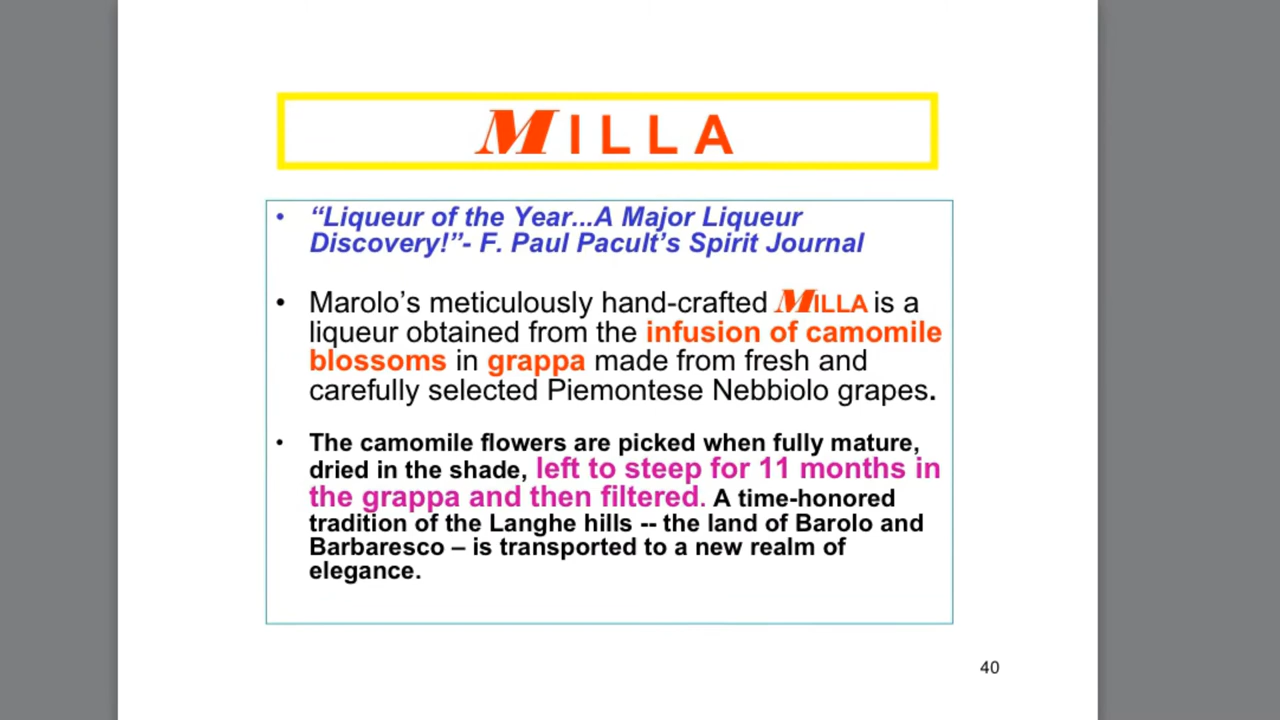 MILLA
• “Liqueur of the Year...A Major Liqueur
Discovery!”- F. Paul Pacult’s Spirit Journal
• Marolo’s meticulously hand-crafted MILLA is a
liqueur obtained from the infusion of camomile
blossoms in grappa made from fresh and
carefully selected Piemontese Nebbiolo grapes.
• The camomile flowers are picked when fully mature,
dried in the shade, left to steep for 11 months in
the grappa and then filtered. A time-honored
tradition of the Langhe hills -- the land of Barolo and
Barbaresco – is transported to a new realm of
elegance.
40